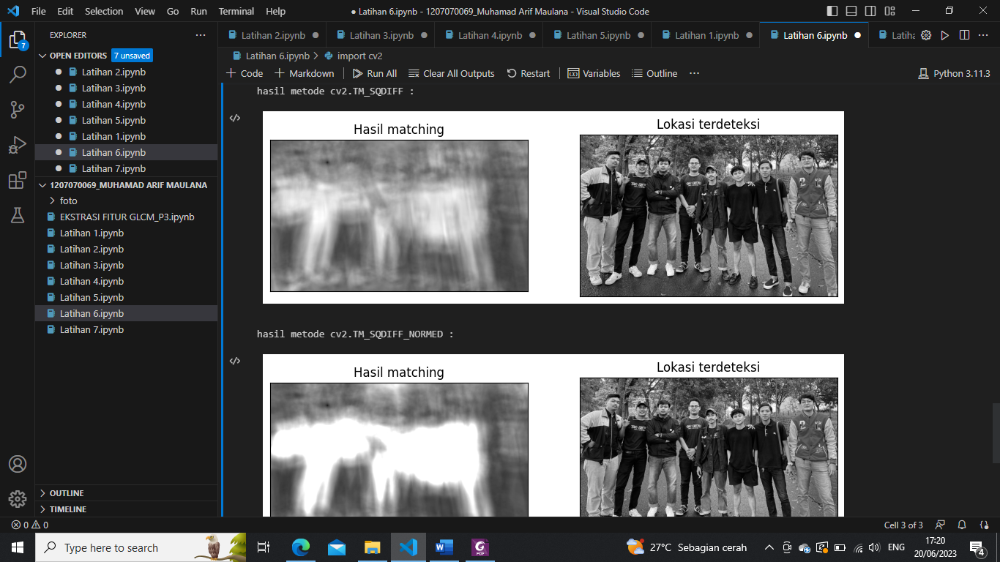 File Edit Selection View Go Run Terminal Help
● Latihan 6.ipynb - 1207070069_Muhamad Arif Maulana - Visual Studio Code
EXPLORER
Latihan 2.ipynb Latihan 3.ipynb Latihan 4.ipynb Latihan 5.ipynb Latihan 1.ipynb Latihan 6.ipynb Latiha
7
OPEN EDITORS 7 unsaved
Latihan 2.ipynb
Latihan 3.ipynb
Latihan 4.ipynb
Latihan 5.ipynb
Latihan 1.ipynb
Latihan 6.ipynb
Latihan 7.ipynb
1207070069_MUHAMAD ARIF MAULANA
foto
EKSTRASI FITUR GLCM_P3.ipynb
Latihan 1.ipynb
Latihan 2.ipynb
Latihan 3.ipynb
Latihan 4.ipynb
Latihan 5.ipynb
Latihan 6.ipynb
Latihan 7.ipynb
OUTLINE
TIMELINE
Latihan 6.ipynb > import cv2
+ Code + Markdown Run All Clear All Outputs Restart Variables Outline ... Python 3.11.3
hasil metode cv2.TM_SQDIFF :
Hasil matching
Lokasi terdeteksi
hasil metode cv2.TM_SQDIFF_NORMED :
Hasil matching
Lokasi terdeteksi
0 0
Cell 3 of 3
Type here to search
27°C Sebagian cerah
ENG
17:20
20/06/2023
4